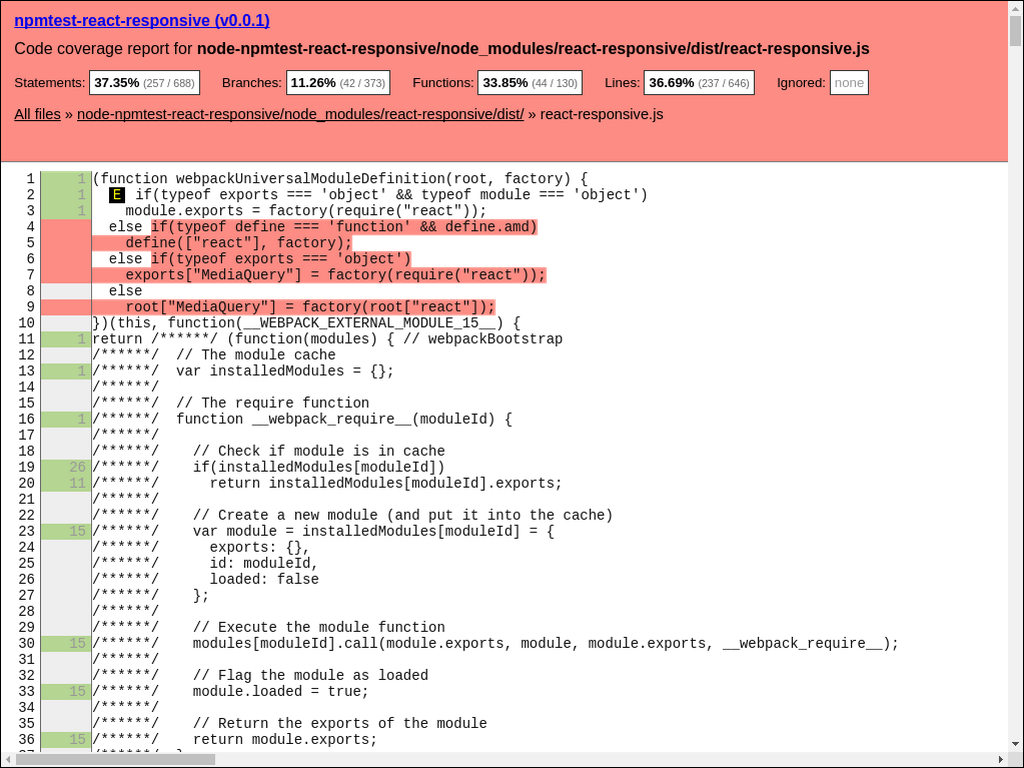 npmtest-react-responsive (v0.0.1)
Code coverage report for node-npmtest-react-responsive/node_modules/react-responsive/dist/react-responsive.js
Statements: 37.35% (257 / 688) Branches: 11.26% (42 / 373) Functions: 33.85% (44 / 130) Lines: 36.69% (237 / 646) Ignored: none
All files » node-npmtest-react-responsive/node_modules/react-responsive/dist/ » react-responsive.js
1 1 (function webpackUniversalModuleDefinition(root, factory) {
2 1 E if(typeof exports === 'object' && typeof module === 'object')
3 1 module.exports = factory(require("react"));
4 else if(typeof define === 'function' && define.amd)
5 define(["react"], factory);
6 else if(typeof exports === 'object')
7 exports["MediaQuery"] = factory(require("react"));
8 else
9 root["MediaQuery"] = factory(root["react"]);
10 })(this, function(__WEBPACK_EXTERNAL_MODULE_15__) {
11 1 return /******/ (function(modules) { // webpackBootstrap
12 /******/ // The module cache
13 1 /******/ var installedModules = {};
14 /******/
15 /******/ // The require function
16 1 /******/ function __webpack_require__(moduleId) {
17 /******/
18 /******/ // Check if module is in cache
19 26 /******/ if(installedModules[moduleId])
20 11 /******/ return installedModules[moduleId].exports;
21 /******/
22 /******/ // Create a new module (and put it into the cache)
23 15 /******/ var module = installedModules[moduleId] = {
24 /******/ exports: {},
25 /******/ id: moduleId,
26 /******/ loaded: false
27 /******/ };
28 /******/
29 /******/ // Execute the module function
30 15 /******/ modules[moduleId].call(module.exports, module, module.exports, __webpack_require__);
31 /******/
32 /******/ // Flag the module as loaded
33 15 /******/ module.loaded = true;
34 /******/
35 /******/ // Return the exports of the module
36 15 /******/ return module.exports;